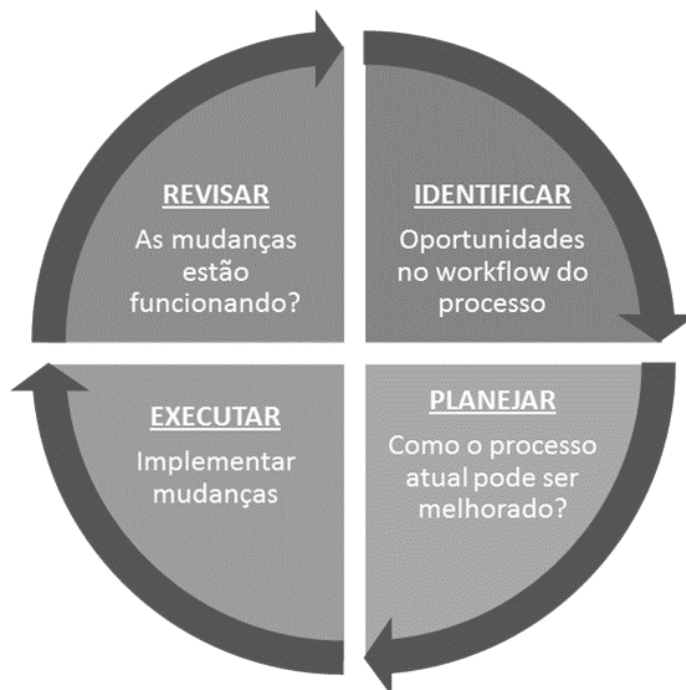 REVISAR
As mudanças
estão
funcionando?
IDENTIFICAR
Oportunidades
no workflow do
processo
EXECUTAR
Implementar
mudanças
PLANEJAR
Como o processo
atual pode ser
melhorado?